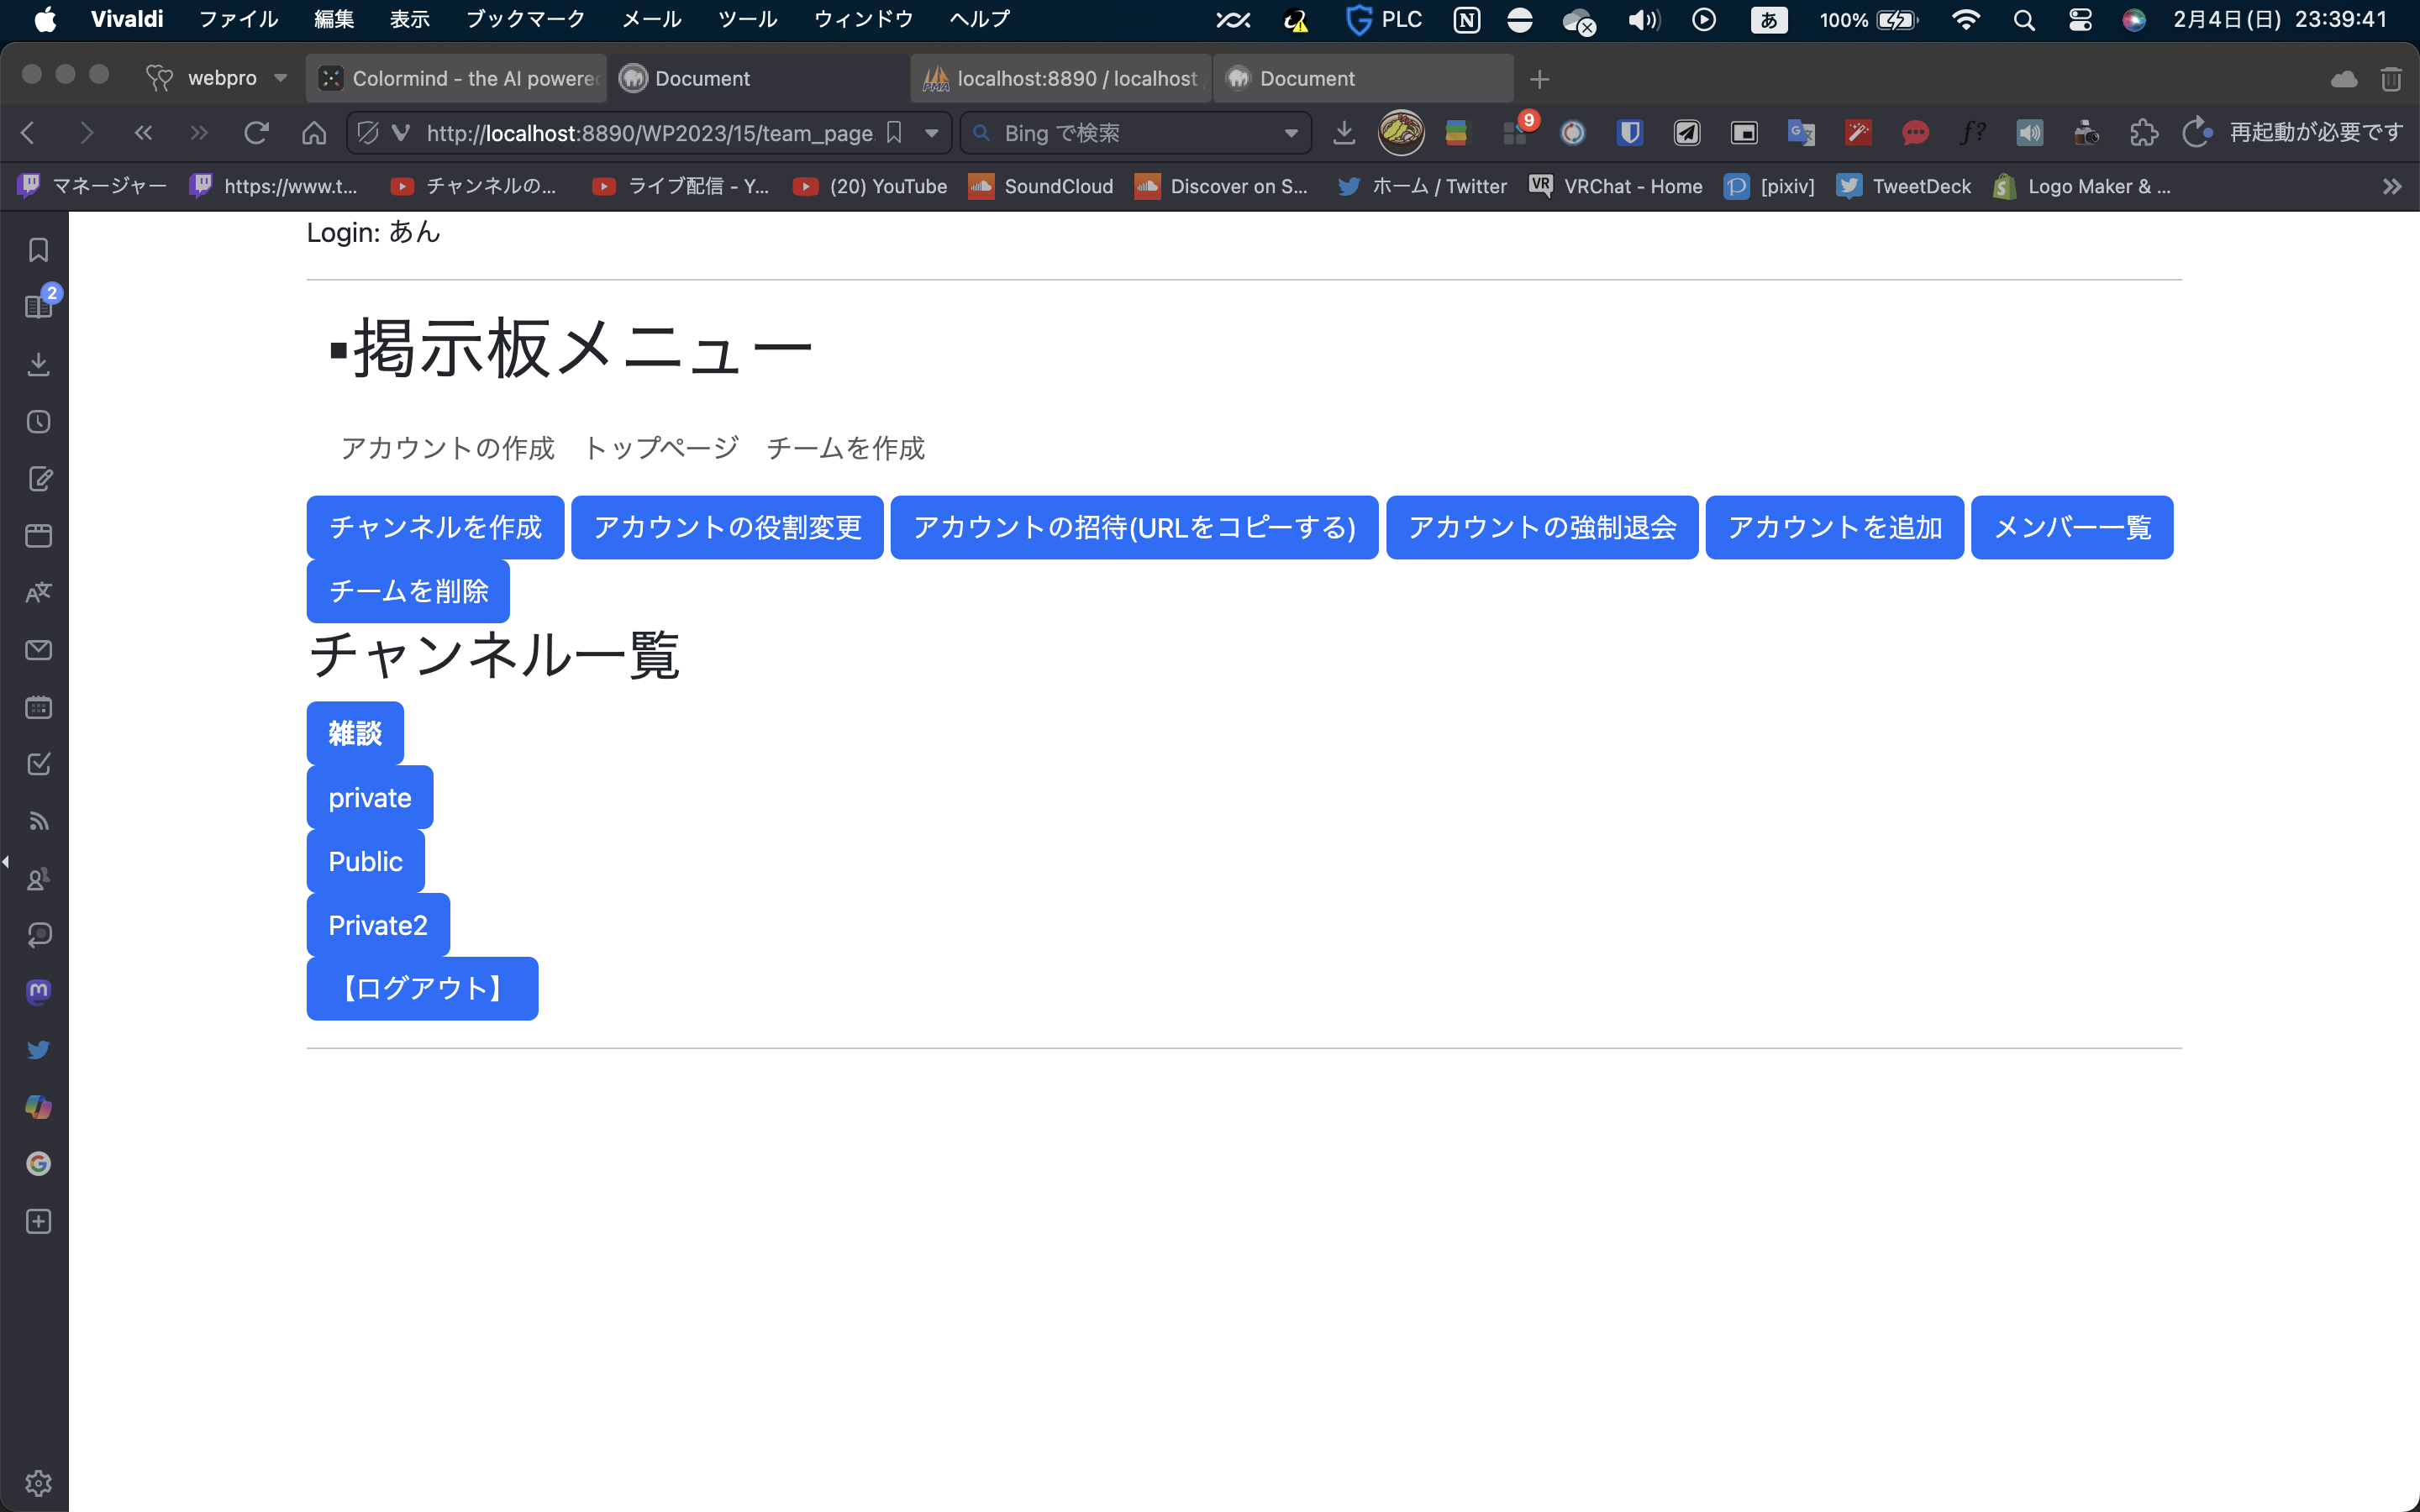 Vivaldi ファイル 編集 表示 ブックマーク メール ツール ウィンドウ ヘルプ PLC あ 100% 2月4日(日) 23:39:41
webpro Colormind - the AI powere Document localhost:8890 / localhost Document
http://localhost:8890/WP2023/15/team_page Bing で検索 9 再起動が必要です
マネージャー https://www.t... チャンネルの... ライブ配信 - Y... (20) YouTube SoundCloud Discover on S... ホーム / Twitter VRChat - Home [pixiv] TweetDeck Logo Maker & ...
2
Login: あん
▪掲示板メニュー
アカウントの作成 トップページ チームを作成
チャンネルを作成 アカウントの役割変更 アカウントの招待(URLをコピーする) アカウントの強制退会 アカウントを追加 メンバー一覧
チームを削除
チャンネル一覧
雑談
private
Public
Private2
【ログアウト】